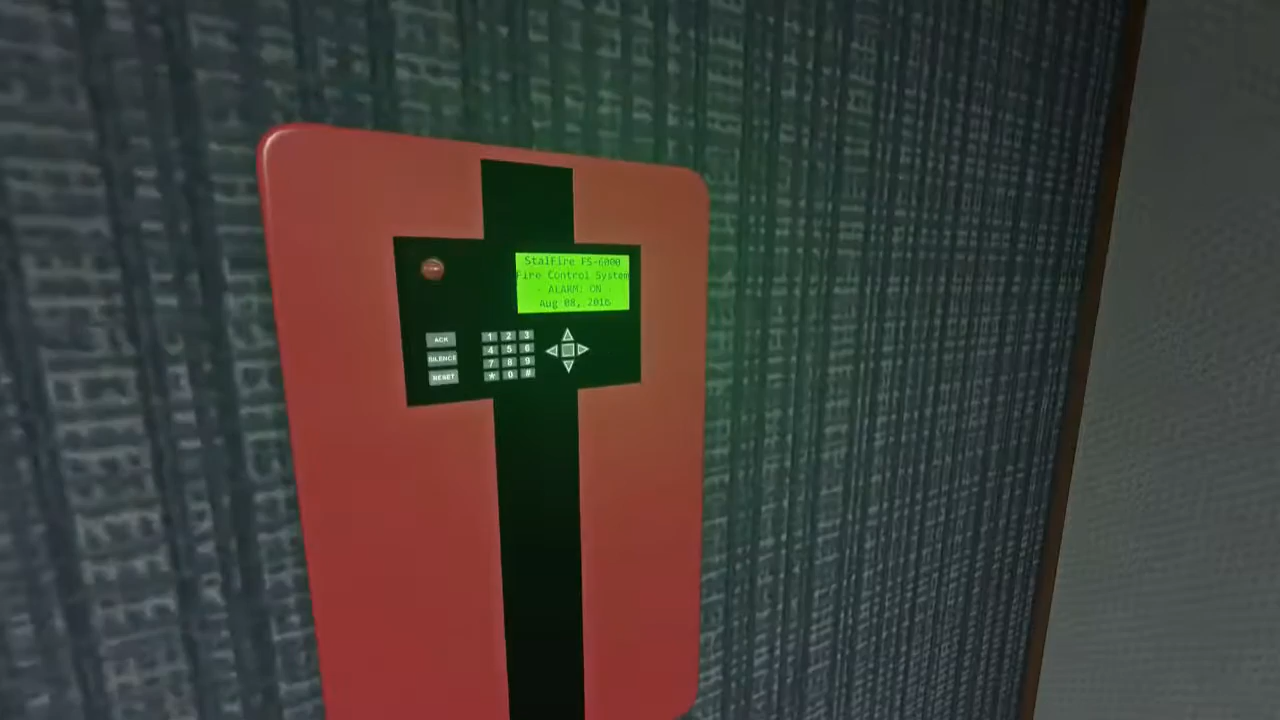 StalFire FS-6000
Fire Control System
- ALARM: ON -
Aug 08, 2016
ACK
SILENCE
RESET
1 2 3
4 5 6
7 8 9
* 0 #